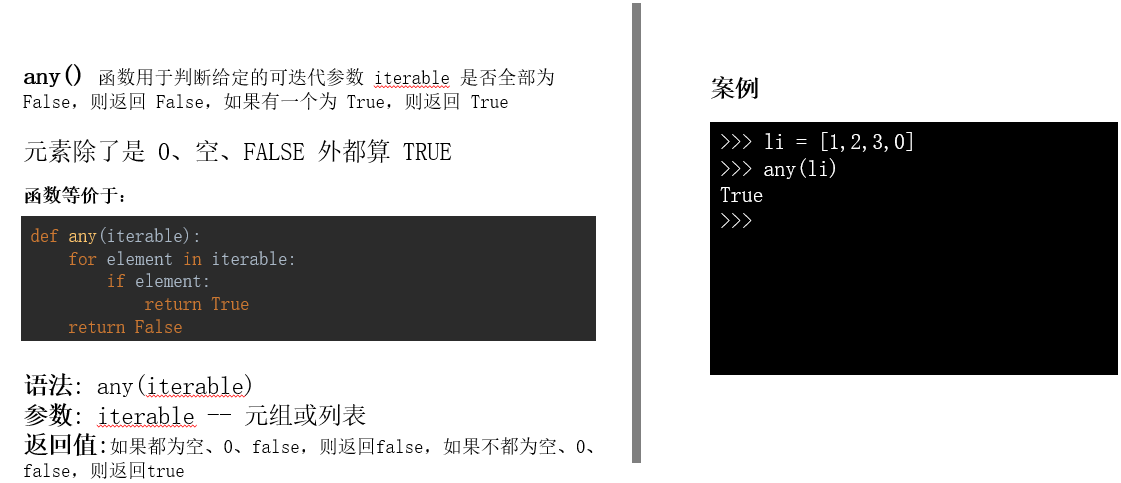 any() 函数用于判断给定的可迭代参数 iterable 是否全部为
False，则返回 False，如果有一个为 True，则返回 True
元素除了是 0、空、FALSE 外都算 TRUE
函数等价于：
def any(iterable):
    for element in iterable:
        if element:
            return True
    return False
语法: any(iterable)
参数: iterable -- 元组或列表
返回值:如果都为空、0、false，则返回false，如果不都为空、0、
false，则返回true
案例
>>> li = [1,2,3,0]
>>> any(li)
True
>>>